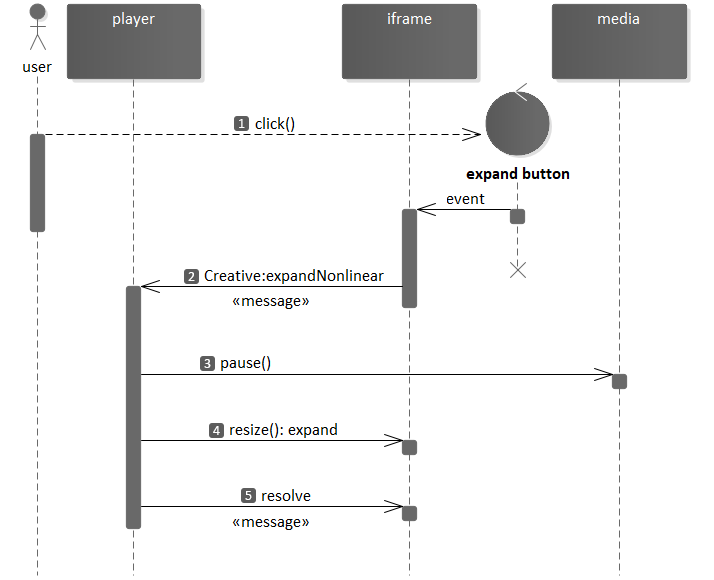 player
iframe
media
user
1 click()
expand button
event
2 Creative:expandNonlinear
«message»
3 pause()
4 resize(): expand
5 resolve
«message»